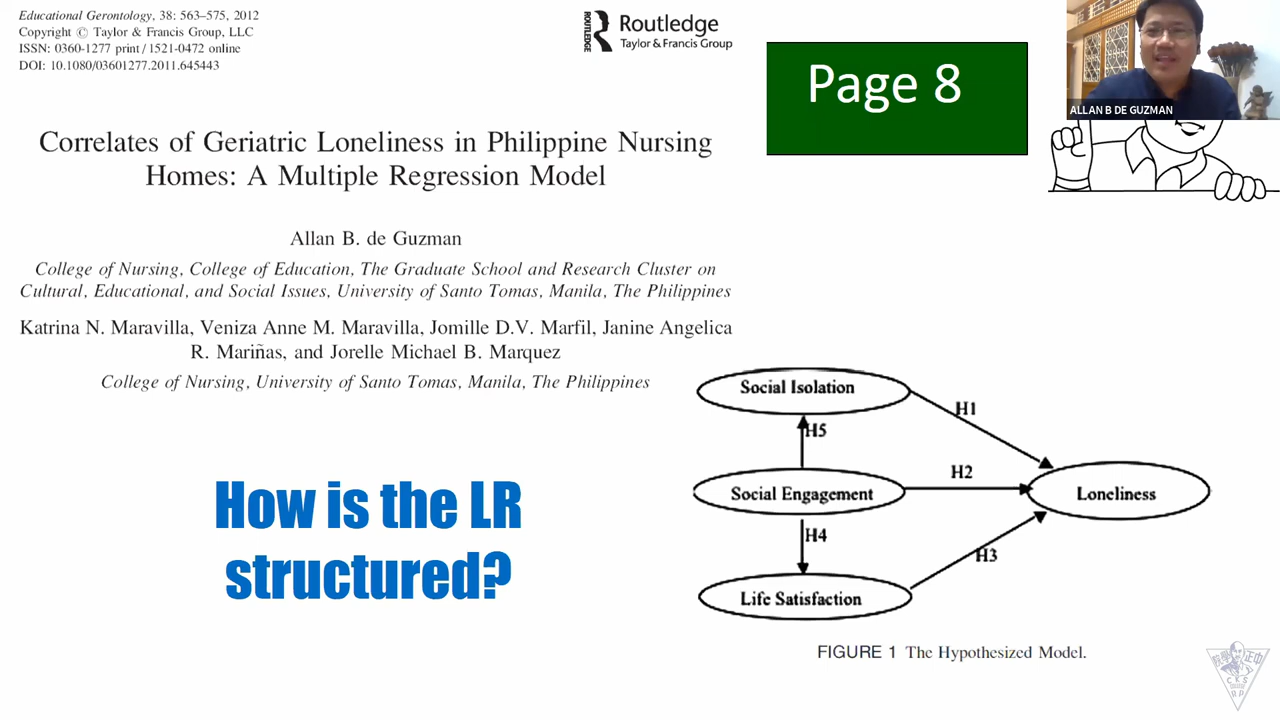 Educational Gerontology, 38: 563–575, 2012
Copyright © Taylor & Francis Group, LLC
ISSN: 0360-1277 print / 1521-0472 online
DOI: 10.1080/03601277.2011.645443
ROUTLEDGE
Routledge
Taylor & Francis Group
Page 8
ALLAN B DE GUZMAN
Correlates of Geriatric Loneliness in Philippine Nursing
Homes: A Multiple Regression Model
Allan B. de Guzman
College of Nursing, College of Education, The Graduate School and Research Cluster on
Cultural, Educational, and Social Issues, University of Santo Tomas, Manila, The Philippines
Katrina N. Maravilla, Veniza Anne M. Maravilla, Jomille D.V. Marfil, Janine Angelica
R. Mariñas, and Jorelle Michael B. Marquez
College of Nursing, University of Santo Tomas, Manila, The Philippines
How is the LR
structured?
Social Isolation
H1
H5
H2
Social Engagement
Loneliness
H4
H3
Life Satisfaction
FIGURE 1 The Hypothesized Model.